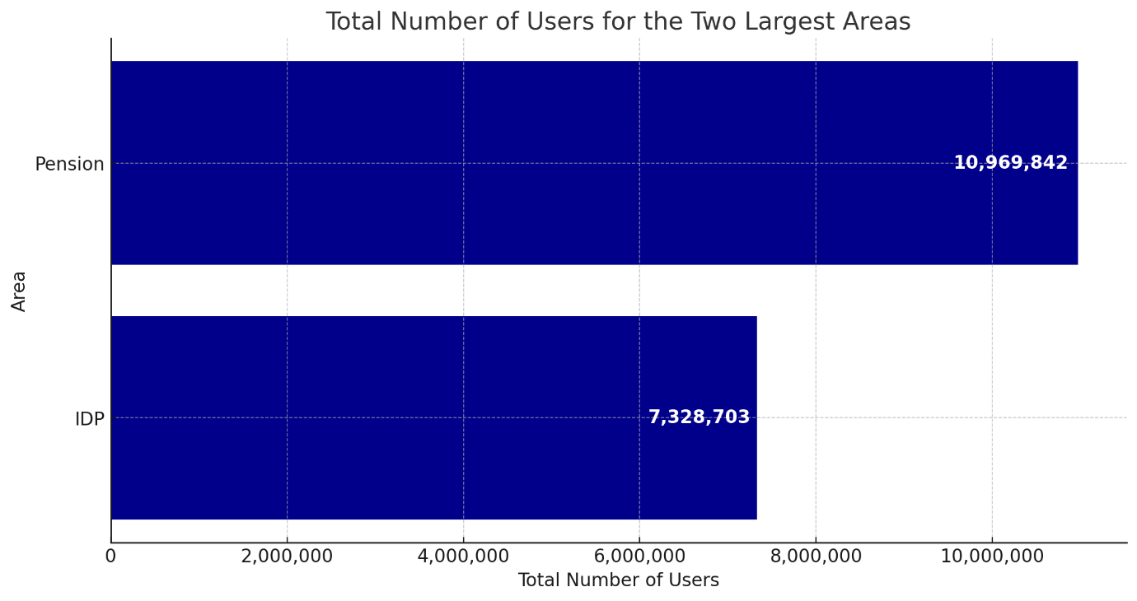 Total Number of Users for the Two Largest Areas
Pension
10,969,842
Area
IDP
7,328,703
0
2,000,000
4,000,000
6,000,000
8,000,000
10,000,000
Total Number of Users